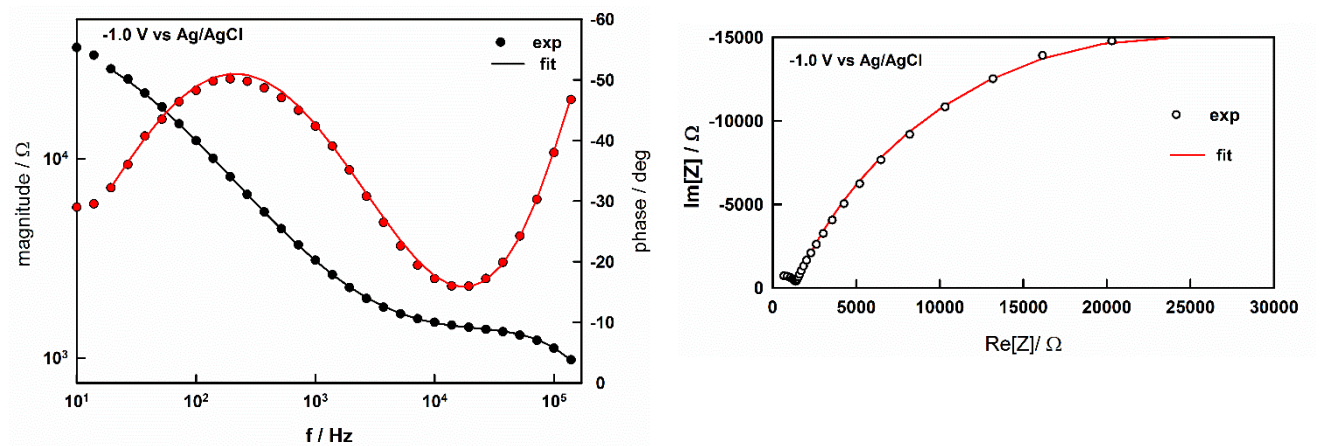 -1.0 V vs Ag/AgCl
exp
fit
magnitude / Ω
10⁴
10³
-60
-50
-40
-30
-20
-10
0
phase / deg
10¹
10²
10³
10⁴
10⁵
f / Hz
-1.0 V vs Ag/AgCl
exp
fit
Im[Z] / Ω
-15000
-10000
-5000
0
0
5000
10000
15000
20000
25000
30000
Re[Z]/ Ω